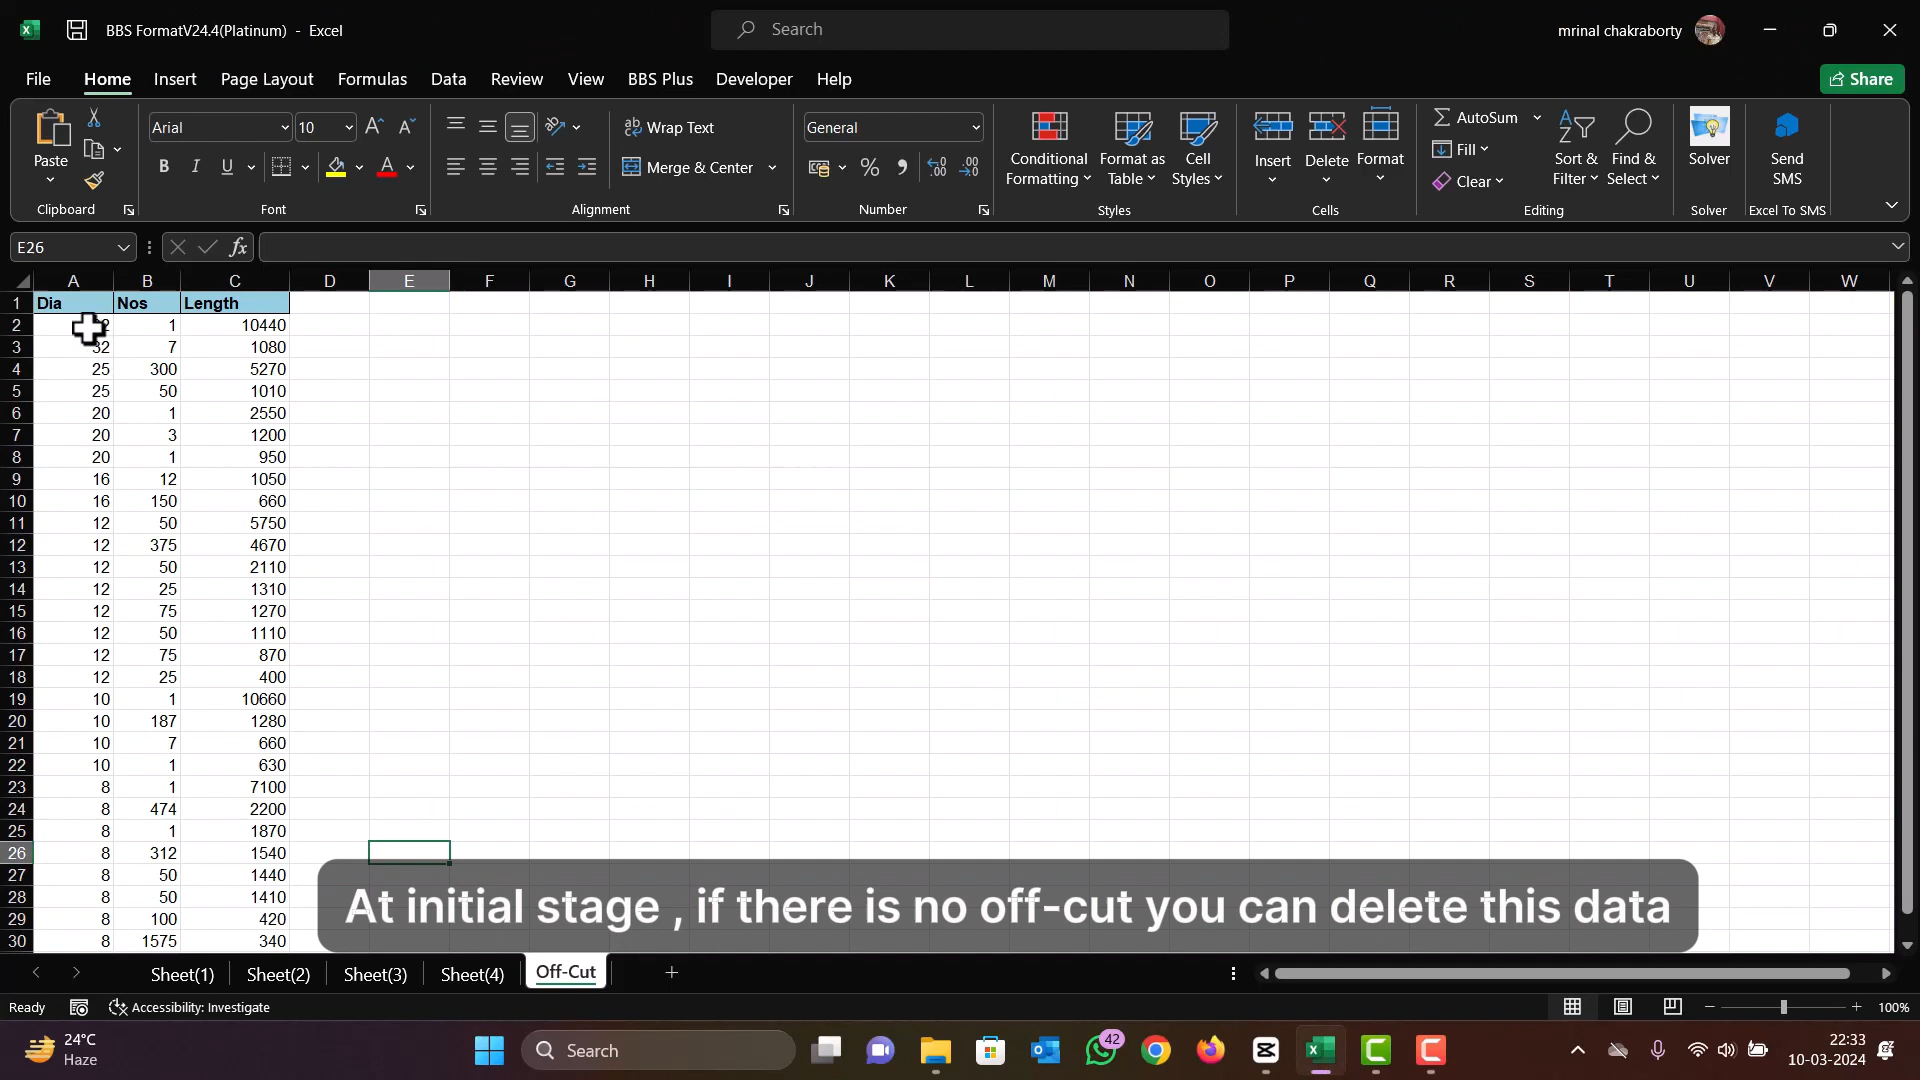 BBS FormatV24.4(Platinum) - Excel
Search
mrinal chakraborty
File Home Insert Page Layout Formulas Data Review View BBS Plus Developer Help
Share
Paste
Arial 10
Wrap Text
General
Conditional Formatting
Format as Table
Cell Styles
Insert Delete Format
AutoSum
Fill
Clear
Sort & Filter
Find & Select
Solver
Send SMS
Merge & Center
Clipboard Font Alignment Number Styles Cells Editing Solver Excel To SMS
E26
fx
A B C D E F G H I J K L M N O P Q R S T U V W
1 Dia Nos Length
2 1 10440
3 32 7 1080
4 25 300 5270
5 25 50 1010
6 20 1 2550
7 20 3 1200
8 20 1 950
9 16 12 1050
10 16 150 660
11 12 50 5750
12 12 375 4670
13 12 50 2110
14 12 25 1310
15 12 75 1270
16 12 50 1110
17 12 75 870
18 12 25 400
19 10 1 10660
20 10 187 1280
21 10 7 660
22 10 1 630
23 8 1 7100
24 8 474 2200
25 8 1 1870
26 8 312 1540
27 8 50 1440
28 8 50 1410
29 8 100 420
30 8 1575 340
At initial stage , if there is no off-cut you can delete this data
Sheet(1) Sheet(2) Sheet(3) Sheet(4) Off-Cut
Ready Accessibility: Investigate 100%
24°C
Haze
Search
42
22:33
10-03-2024